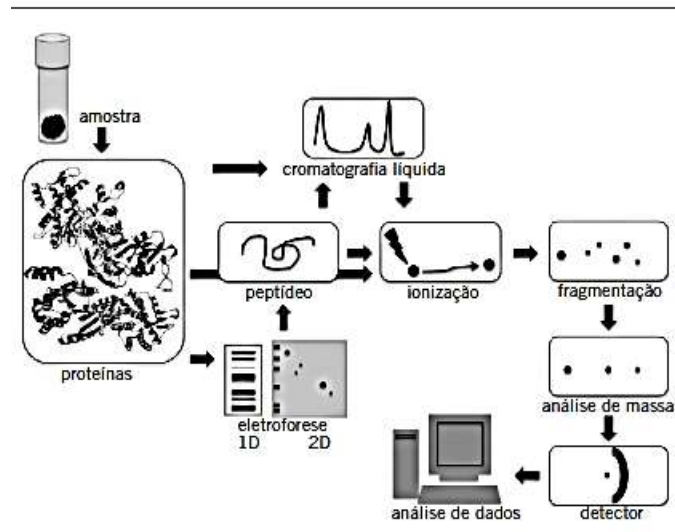 amostra
cromatografia líquida
peptídeo
ionização
fragmentação
proteínas
eletroforese
1D 2D
análise de massa
análise de dados
detector